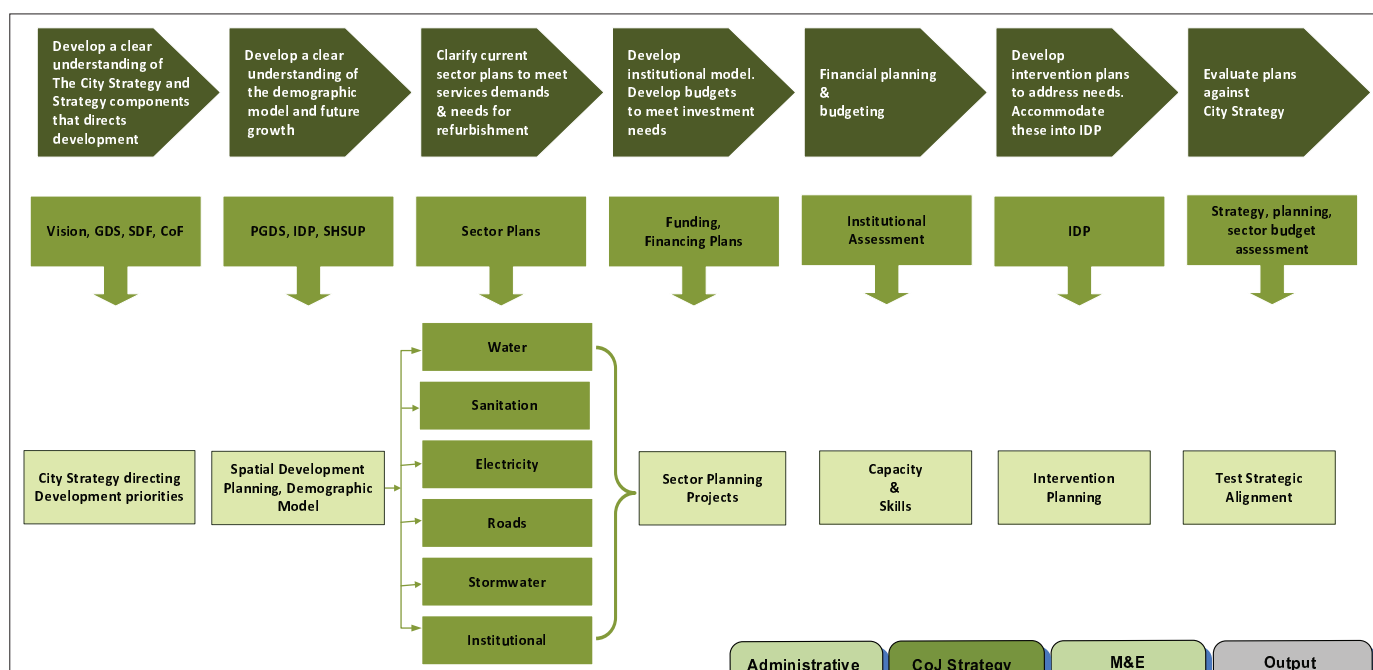 Develop a clear
understanding of
The City Strategy and
Strategy components
that directs
development
Develop a clear
understanding of
the demographic
model and future
growth
Clarify current
sector plans to meet
services demands
& needs for
refurbishment
Develop
institutional model.
Develop budgets
to meet investment
needs
Financial planning
&
budgeting
Develop
intervention plans
to address needs.
Accommodate
these into IDP
Evaluate plans
against
City Strategy
Vision, GDS, SDF, CoF
PGDS, IDP, SHSUP
Sector Plans
Funding,
Financing Plans
Institutional
Assessment
IDP
Strategy, planning,
sector budget
assessment
City Strategy directing
Development priorities
Spatial Development
Planning, Demographic
Model
Water
Sanitation
Electricity
Roads
Stormwater
Institutional
Sector Planning
Projects
Capacity
&
Skills
Intervention
Planning
Test Strategic
Alignment
Administrative
CoJ Strategy
M&E
Output